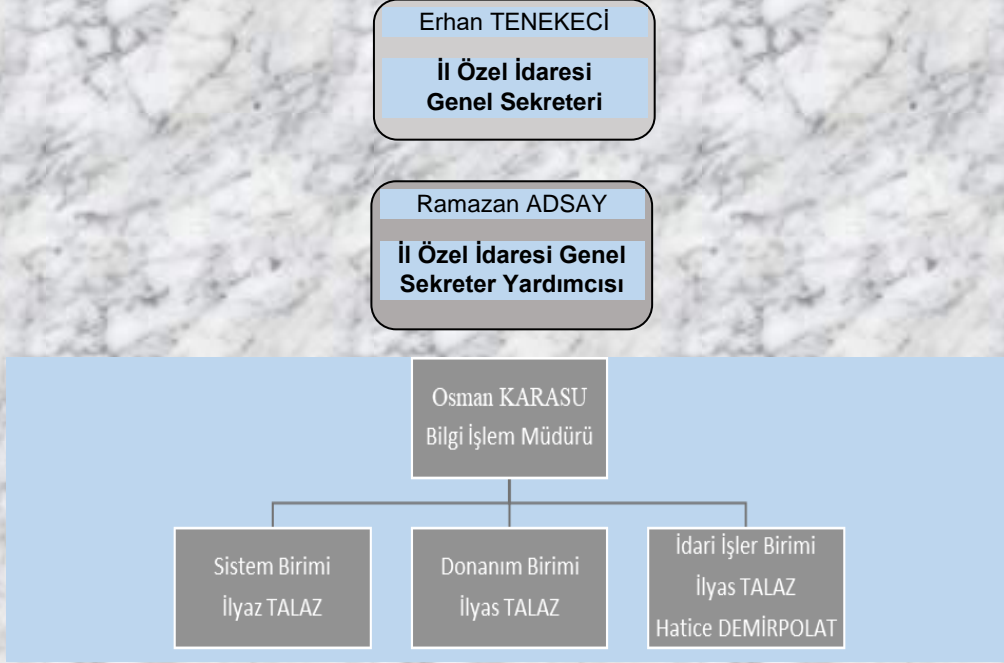 Erhan TENEKECİ
İl Özel İdaresi
Genel Sekreteri
Ramazan ADSAY
İl Özel İdaresi Genel
Sekreter Yardımcısı
Osman KARASU
Bilgi İşlem Müdürü
Sistem Birimi
İlyaz TALAZ
Donanım Birimi
İlyas TALAZ
İdari İşler Birimi
İlyas TALAZ
Hatice DEMİRPOLAT